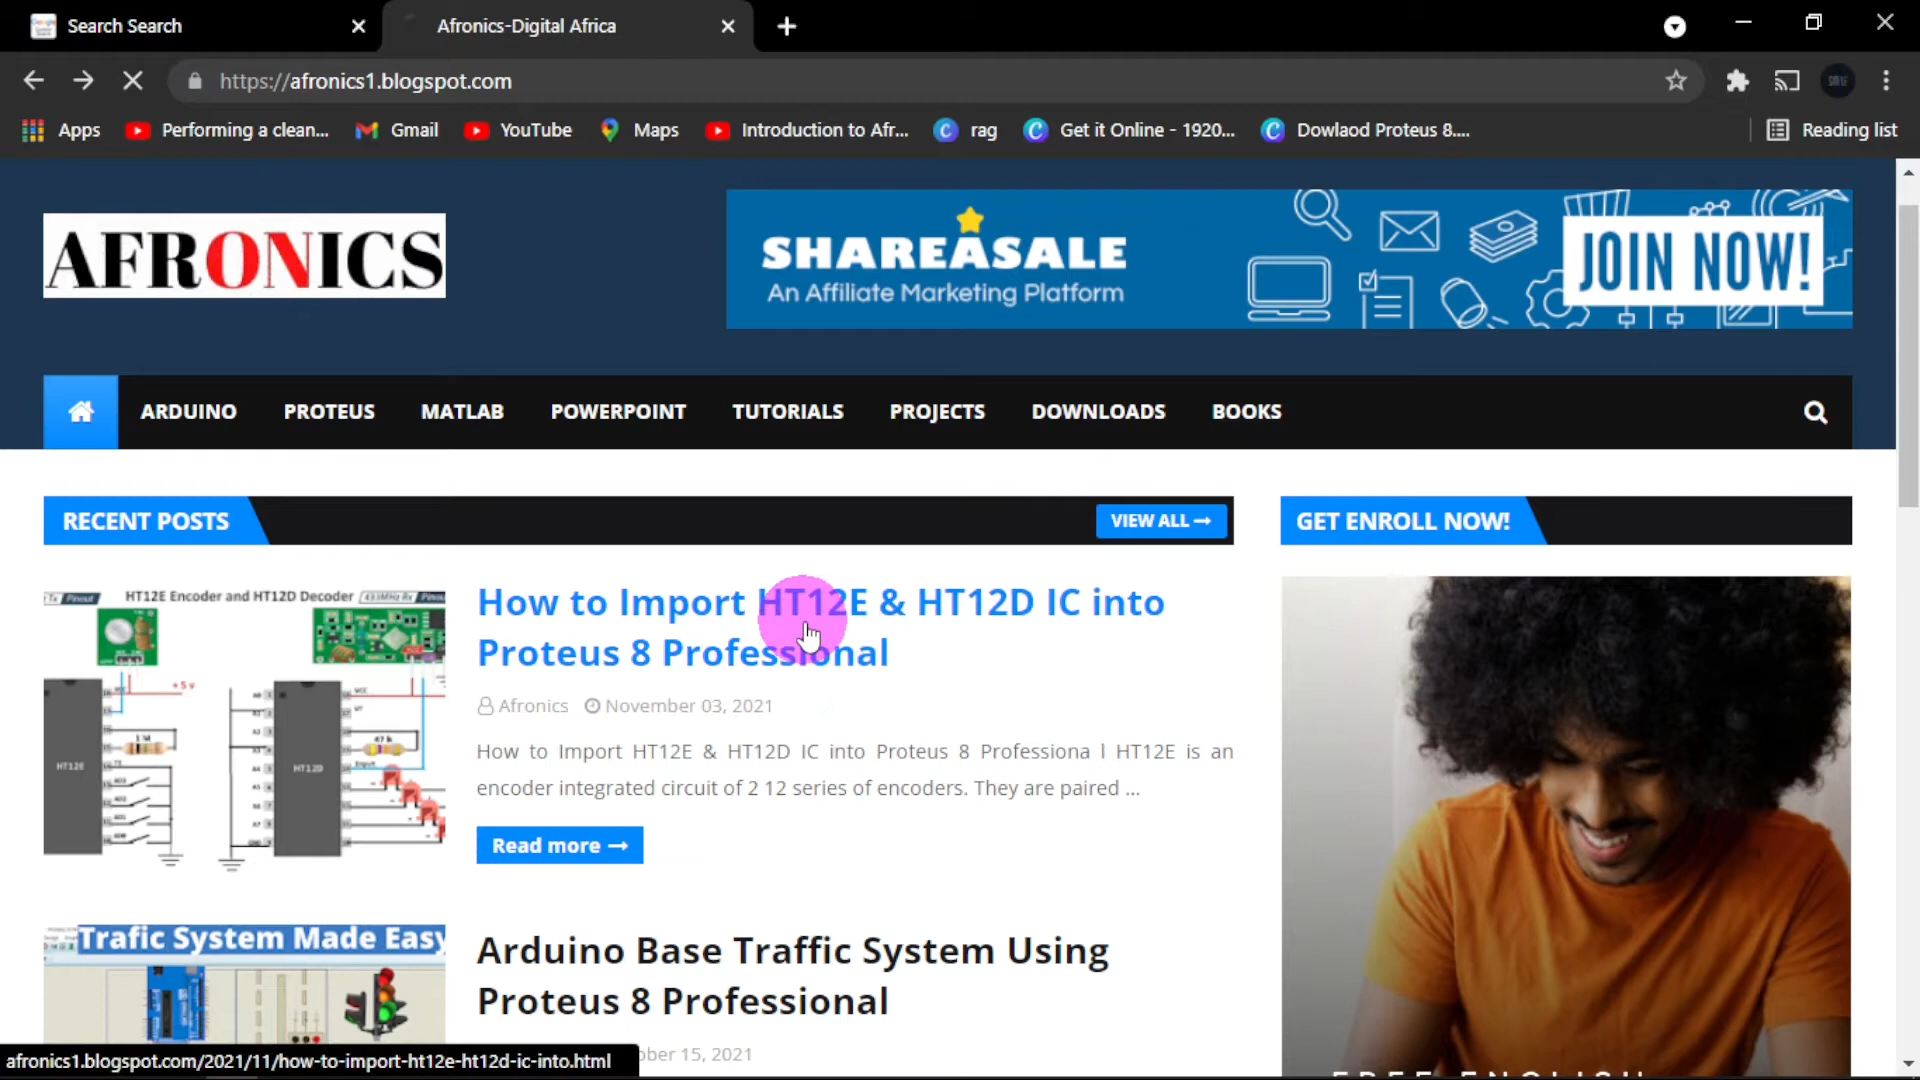 Search Search
Afronics-Digital Africa
https://afronics1.blogspot.com
Apps
Performing a clean...
Gmail
YouTube
Maps
Introduction to Afr...
rag
Get it Online - 1920...
Dowlaod Proteus 8....
Reading list
AFRONICS
SHAREASALE
An Affiliate Marketing Platform
JOIN NOW!
ARDUINO
PROTEUS
MATLAB
POWERPOINT
TUTORIALS
PROJECTS
DOWNLOADS
BOOKS
RECENT POSTS
VIEW ALL
GET ENROLL NOW!
HT12E Encoder and HT12D Decoder
How to Import HT12E & HT12D IC into
Proteus 8 Professional
Afronics November 03, 2021
How to Import HT12E & HT12D IC into Proteus 8 Professiona l HT12E is an
encoder integrated circuit of 2 12 series of encoders. They are paired ...
Read more
+5v
HT12E
HT12D
Trafic System Made Easy
Arduino Base Traffic System Using
Proteus 8 Professional
ober 15, 2021
afronics1.blogspot.com/2021/11/how-to-import-ht12e-ht12d-ic-into.html